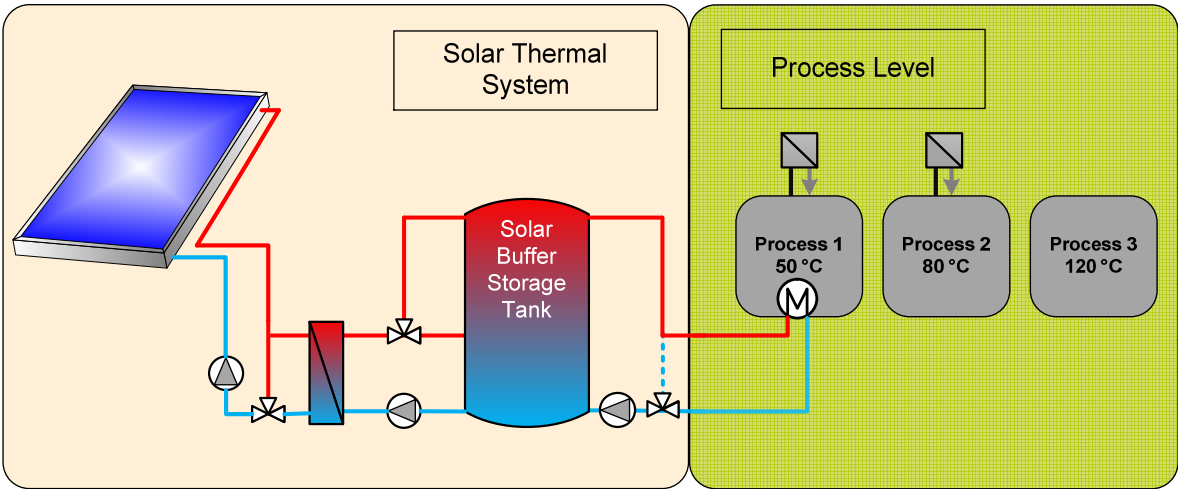 Solar Thermal
System
Process Level
Solar
Buffer
Storage
Tank
Process 1
50 °C
Process 2
80 °C
Process 3
120 °C